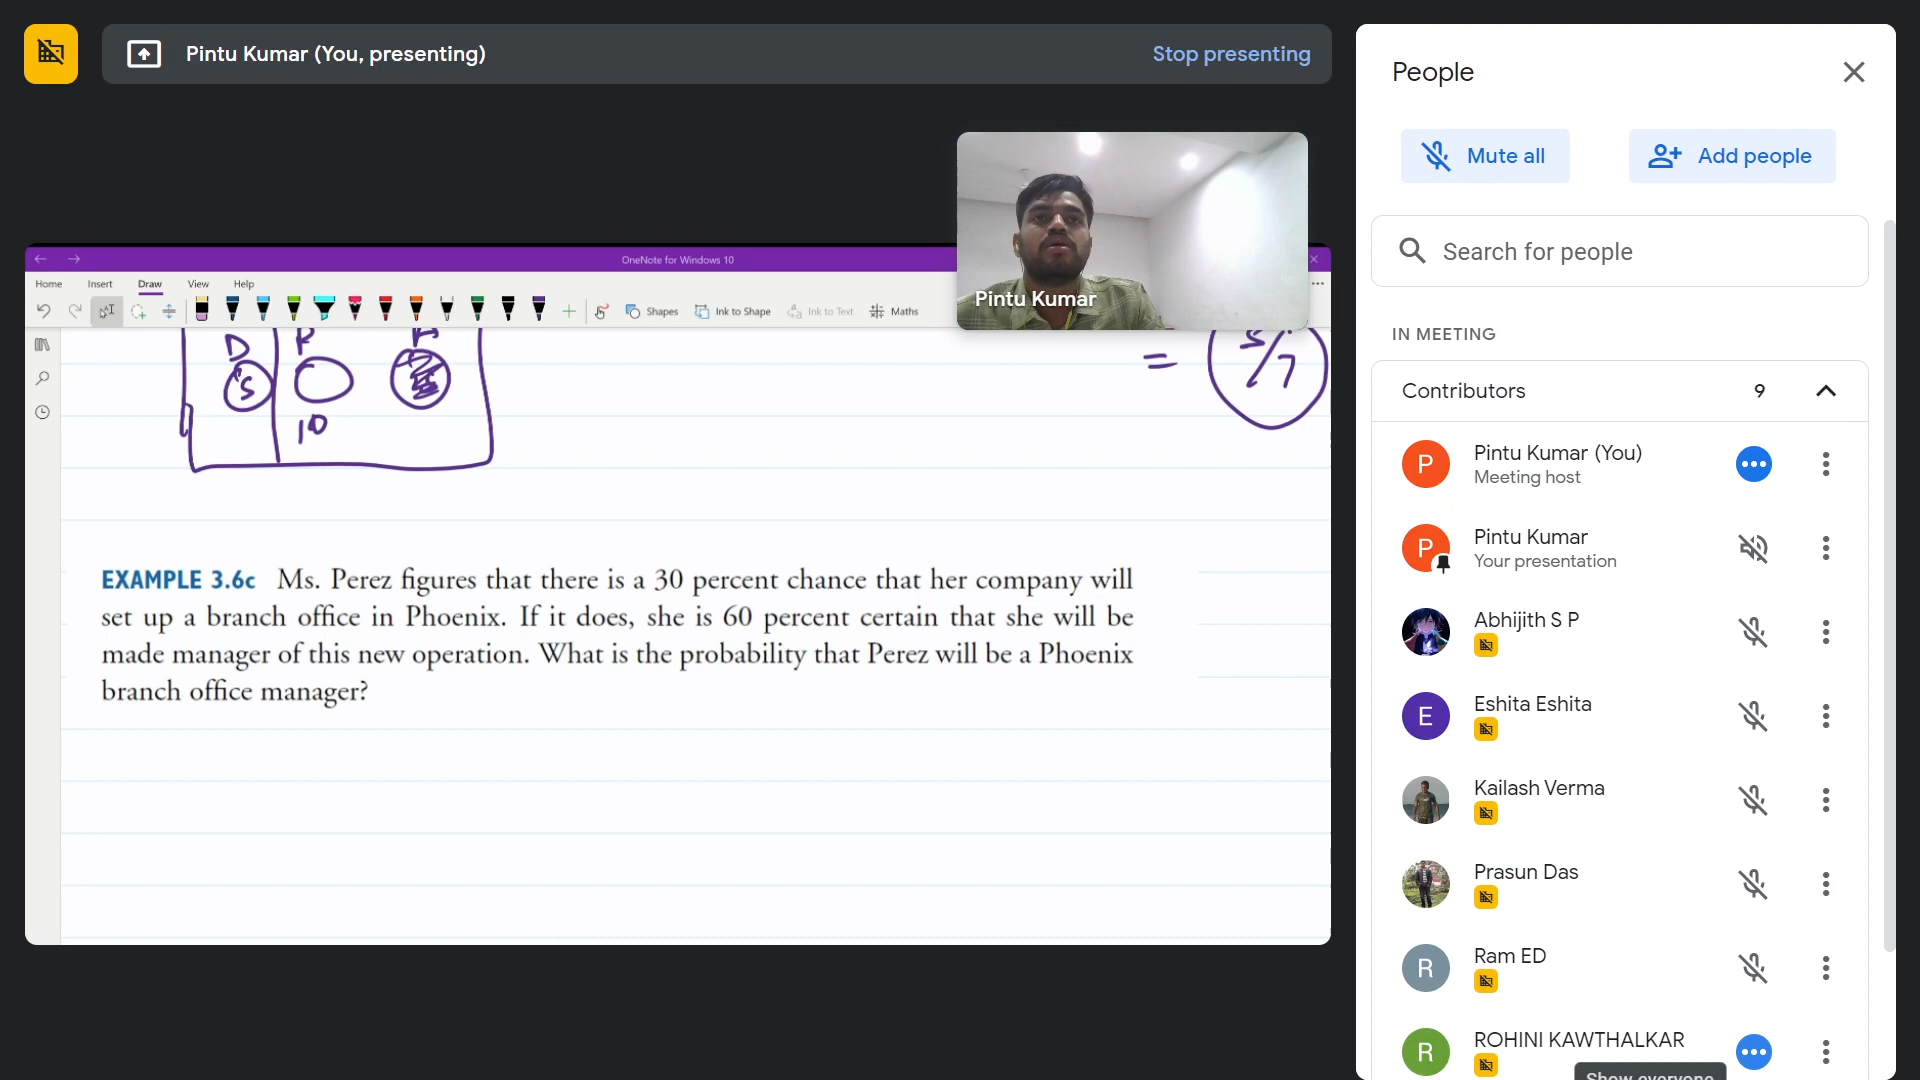 Pintu Kumar (You, presenting)
Stop presenting
Pintu Kumar
OneNote for Windows 10
Home Insert Draw View Help
Shapes Ink to Shape Ink to Text Maths
D
S
10
= 5/7
EXAMPLE 3.6c Ms. Perez figures that there is a 30 percent chance that her company will
set up a branch office in Phoenix. If it does, she is 60 percent certain that she will be
made manager of this new operation. What is the probability that Perez will be a Phoenix
branch office manager?
People
Mute all
Add people
Search for people
IN MEETING
Contributors 9
P
Pintu Kumar (You)
Meeting host
P
Pintu Kumar
Your presentation
Abhijith S P
E
Eshita Eshita
Kailash Verma
Prasun Das
R
Ram ED
R
ROHINI KAWTHALKAR
Show everyone